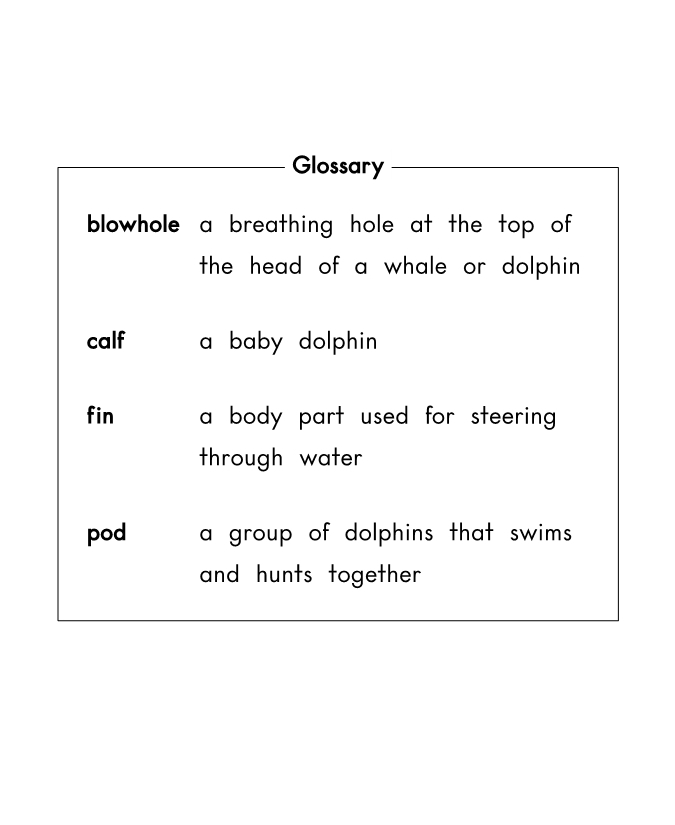 Glossary
blowhole a breathing hole at the top of
the head of a whale or dolphin
calf a baby dolphin
fin a body part used for steering
through water
pod a group of dolphins that swims
and hunts together